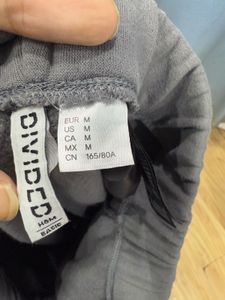 EUR M
US M
CA M
MX M
CN 165/80A
DIVIDED
H&M
BASIC